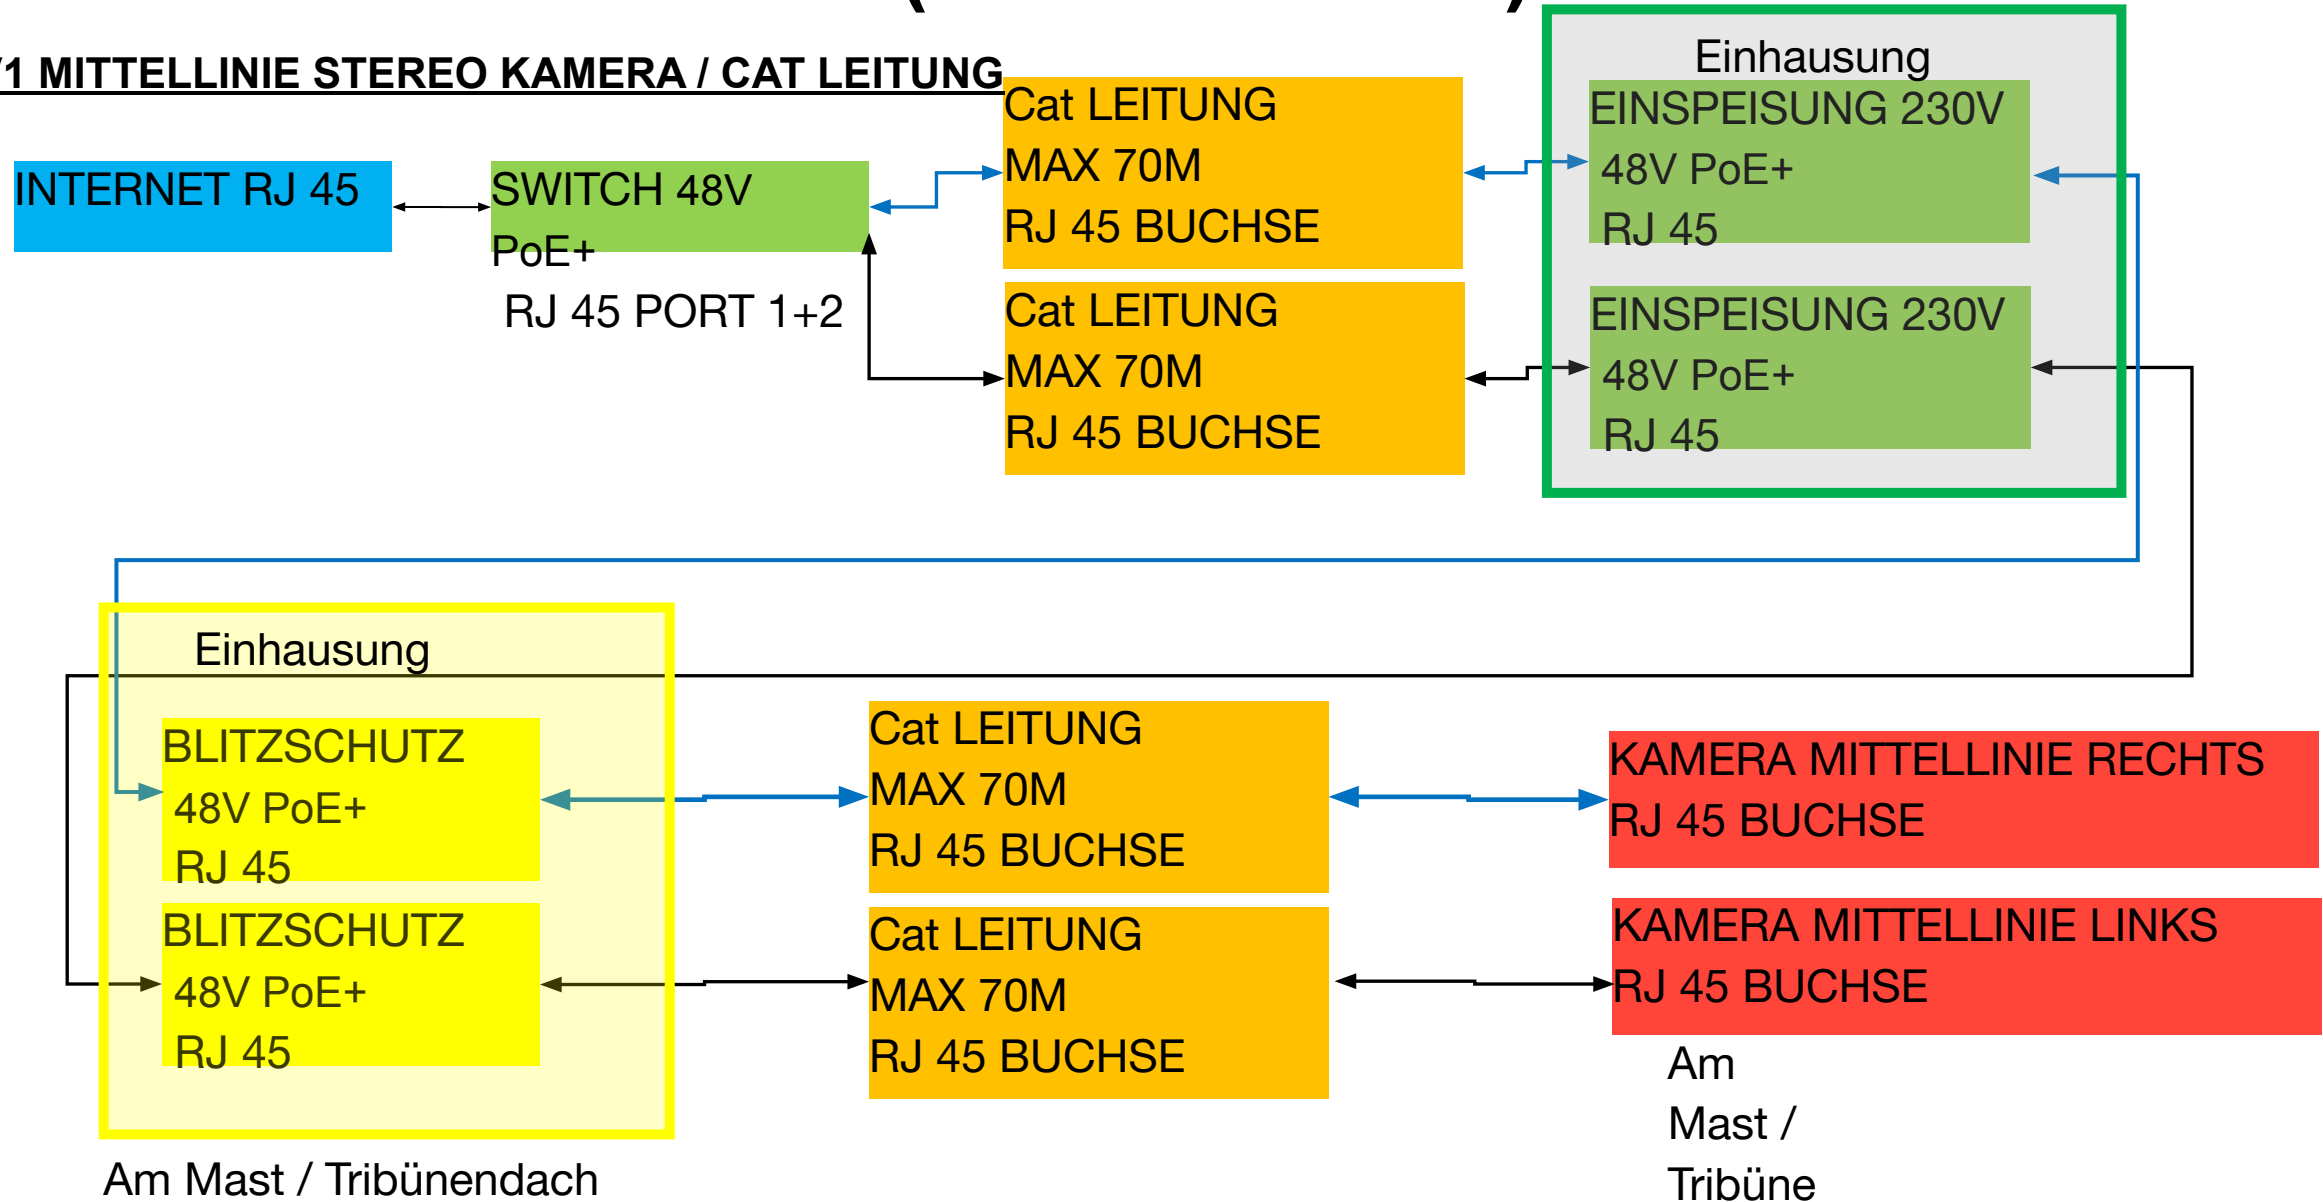 /1 MITTELLINIE STEREO KAMERA / CAT LEITUNG
INTERNET RJ 45
SWITCH 48V
PoE+
RJ 45 PORT 1+2
Cat LEITUNG
MAX 70M
RJ 45 BUCHSE
Cat LEITUNG
MAX 70M
RJ 45 BUCHSE
Einhausung
EINSPEISUNG 230V
48V PoE+
RJ 45
EINSPEISUNG 230V
48V PoE+
RJ 45
Einhausung
BLITZSCHUTZ
48V PoE+
RJ 45
BLITZSCHUTZ
48V PoE+
RJ 45
Am Mast / Tribünendach
Cat LEITUNG
MAX 70M
RJ 45 BUCHSE
Cat LEITUNG
MAX 70M
RJ 45 BUCHSE
KAMERA MITTELLINIE RECHTS
RJ 45 BUCHSE
KAMERA MITTELLINIE LINKS
RJ 45 BUCHSE
Am
Mast /
Tribüne